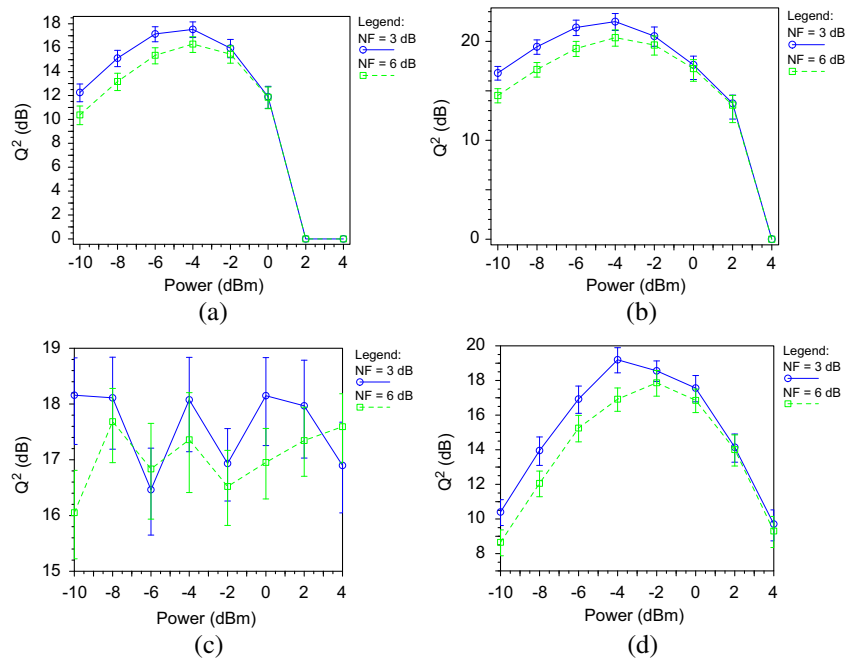 18
16
14
12
10
8
6
4
2
0
Q² (dB)
-10 -8 -6 -4 -2 0 2 4
Power (dBm)
Legend:
NF = 3 dB
NF = 6 dB
(a)
20
10
0
Q² (dB)
-10 -8 -6 -4 -2 0 2 4
Power (dBm)
Legend:
NF = 3 dB
NF = 6 dB
(b)
19
18
17
16
15
Q² (dB)
-10 -8 -6 -4 -2 0 2 4
Power (dBm)
Legend:
NF = 3 dB
NF = 6 dB
(c)
20
18
16
14
12
10
8
Q² (dB)
-10 -8 -6 -4 -2 0 2 4
Power (dBm)
Legend:
NF = 3 dB
NF = 6 dB
(d)